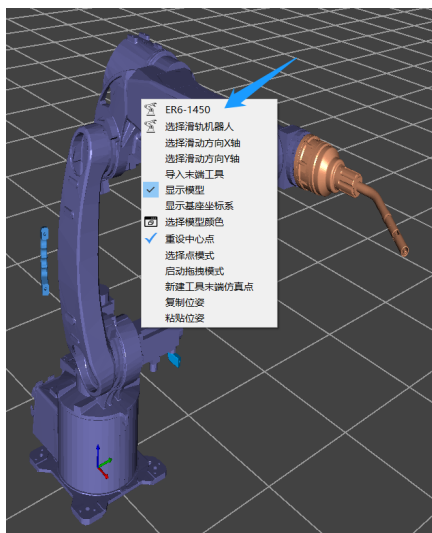 ER6-1450
选择滑轨机器人
选择滑动方向X轴
选择滑动方向Y轴
导入末端工具
显示模型
显示基座坐标系
选择模型颜色
重设中心点
选择点模式
启动拖拽模式
新建工具末端仿真点
复制位姿
粘贴位姿